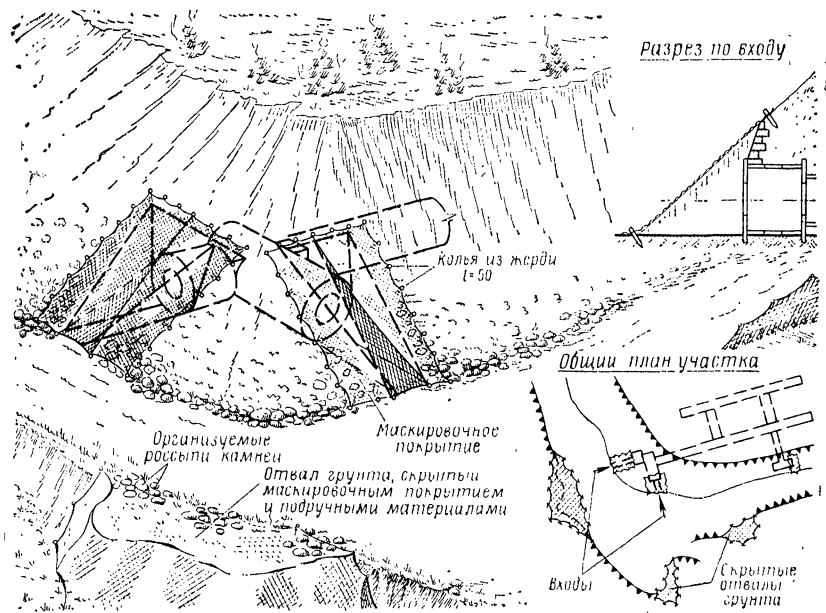 Разрез по входу
Колья из жерди
l=50
Общий план участка
Маскировочное
покрытие
Организуемые
россыпи камней
Отвал грунта, скрытый
маскировочным покрытием
и подручными материалами
Входы
Скрытые
отвалы
грунта